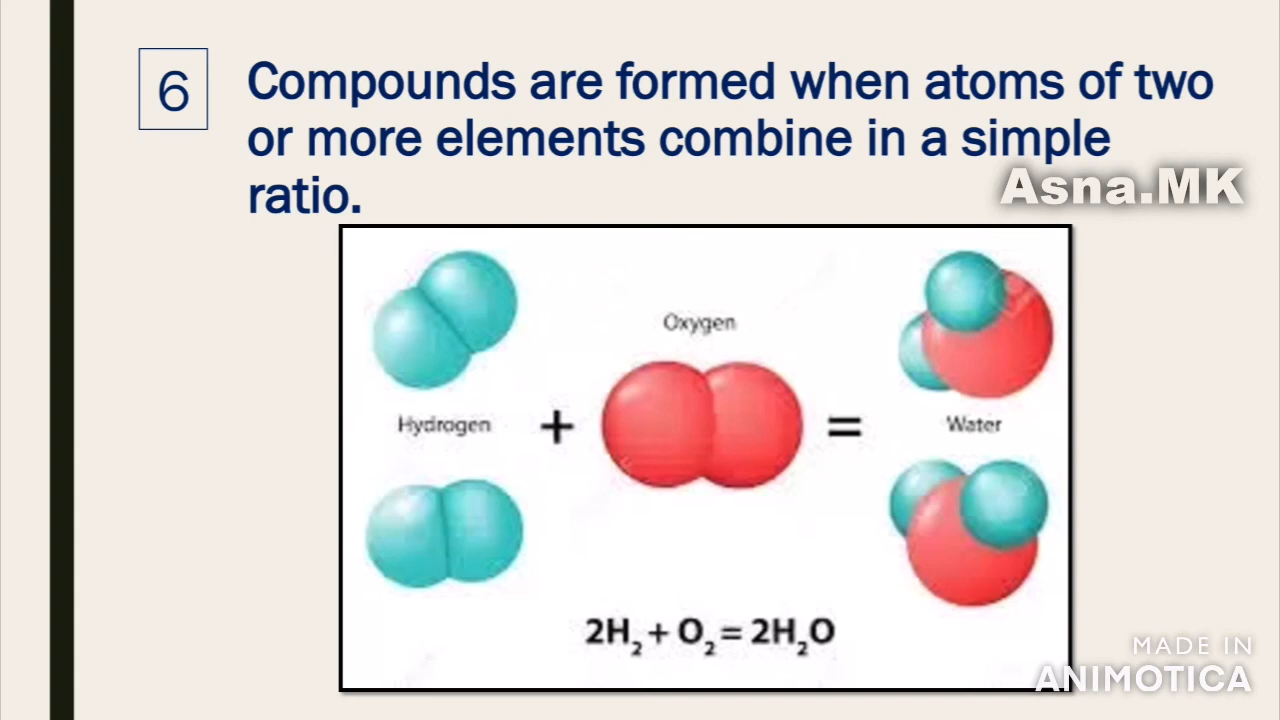 6
Compounds are formed when atoms of two
or more elements combine in a simple
ratio.
Asna.MK
Oxygen
Hydrogen + =
Water
2H₂ + O₂ = 2H₂O
MADE IN
ANIMOTICA